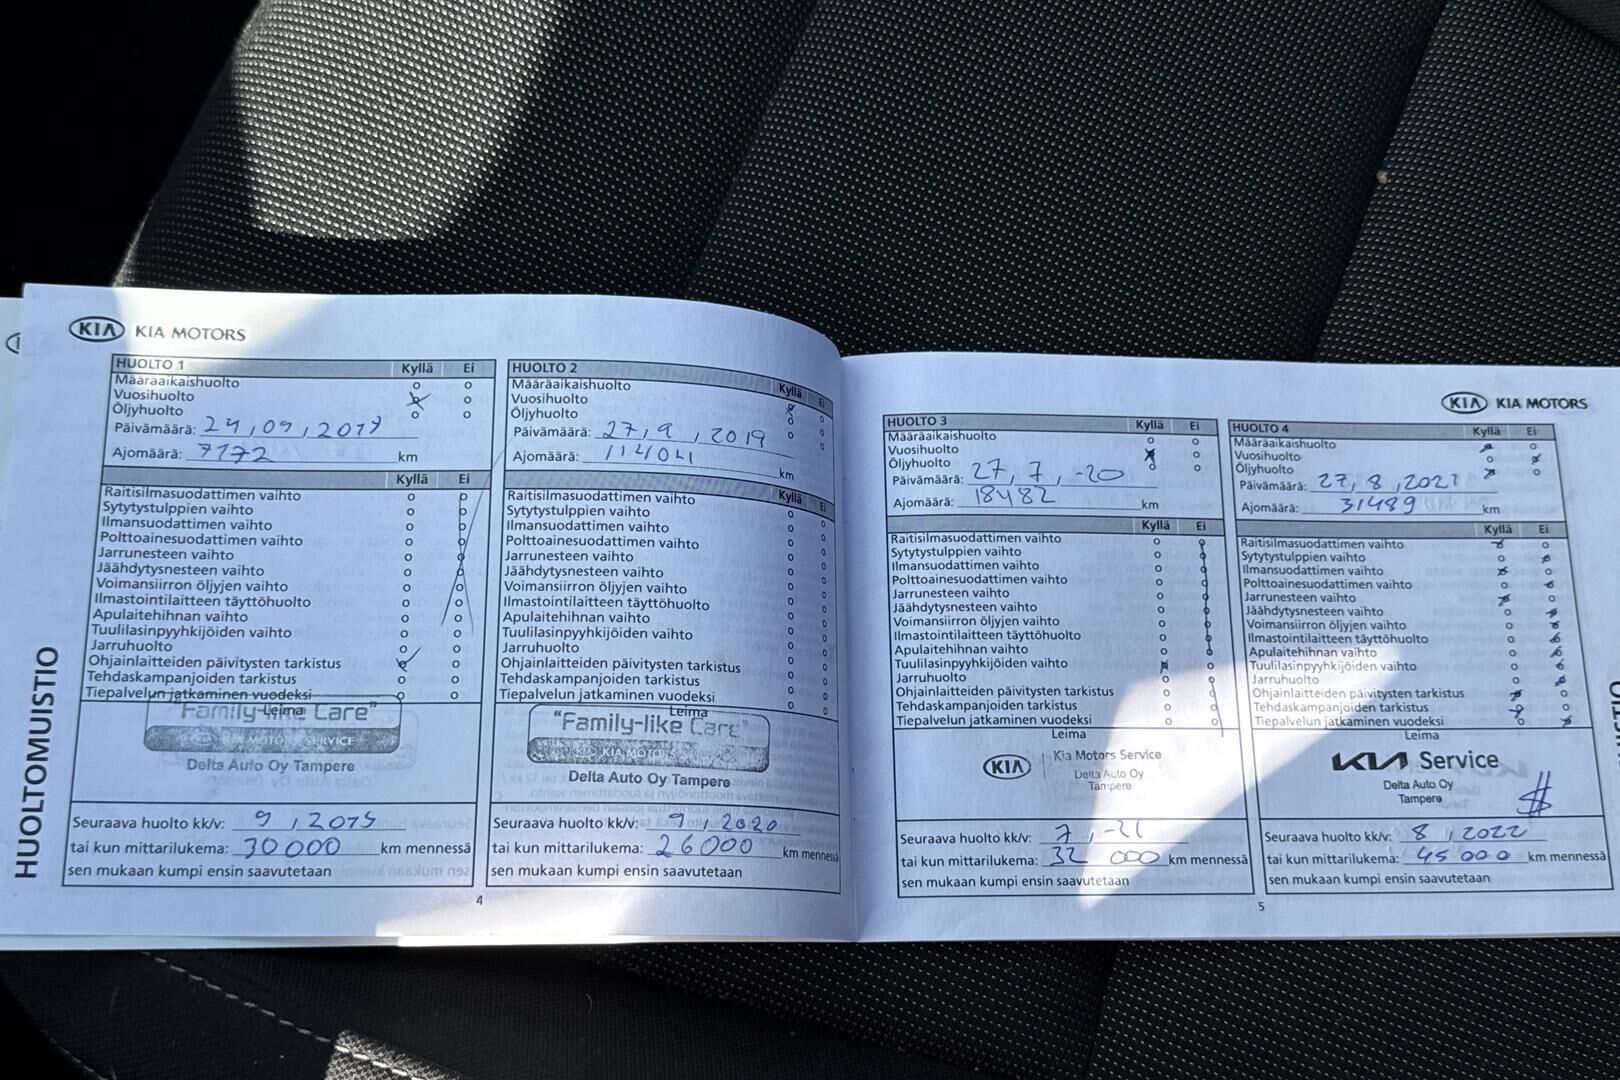 KIA KIA MOTORS
HUOLTOMUISTIO
HUOLTO 1 Kyllä Ei
Määräaikaishuolto
Vuosihuolto
Öljyhuolto
Päivämäärä:
Ajomäärä: 7172 km
Kyllä Ei
Raitisilmasuodattimen vaihto
Sytytystulppien vaihto
Ilmansuodattimen vaihto
Polttoainesuodattimen vaihto
Jarrunesteen vaihto
Jäähdytysnesteen vaihto
Voimansiirron öljyjen vaihto
Ilmastointilaitteen täyttöhuolto
Apulaitehihnan vaihto
Tuulilasinpyyhkijöiden vaihto
Jarruhuolto
Ohjainlaitteiden päivitysten tarkistus
Tehdaskampanjoiden tarkistus
Tiepalvelun jatkaminen vuodeksi
Leima
"Family-like Care"
KIA KIA MOTORS SERVICE
Delta Auto Oy Tampere
Seuraava huolto kk/v:
tai kun mittarilukema: 30000 km mennessä
sen mukaan kumpi ensin saavutetaan
HUOLTO 2 Kyllä Ei
Määräaikaishuolto
Vuosihuolto
Öljyhuolto
Päivämäärä: 27,9,2019
Ajomäärä: 11404 km
Kyllä Ei
Raitisilmasuodattimen vaihto
Sytytystulppien vaihto
Ilmansuodattimen vaihto
Polttoainesuodattimen vaihto
Jarrunesteen vaihto
Jäähdytysnesteen vaihto
Voimansiirron öljyjen vaihto
Ilmastointilaitteen täyttöhuolto
Apulaitehihnan vaihto
Tuulilasinpyyhkijöiden vaihto
Jarruhuolto
Ohjainlaitteiden päivitysten tarkistus
Tehdaskampanjoiden tarkistus
Tiepalvelun jatkaminen vuodeksi
Leima
"Family-like Care"
KIA KIA MOTORS
Delta Auto Oy Tampere
Seuraava huolto kk/v: 9,2020
tai kun mittarilukema: 26000 km mennessä
sen mukaan kumpi ensin saavutetaan
4
KIA KIA MOTORS
HUOLTO 3 Kyllä Ei
Määräaikaishuolto
Vuosihuolto
Öljyhuolto
Päivämäärä: 27,7,-20
Ajomäärä: 18482 km
Kyllä Ei
Raitisilmasuodattimen vaihto
Sytytystulppien vaihto
Ilmansuodattimen vaihto
Polttoainesuodattimen vaihto
Jarrunesteen vaihto
Jäähdytysnesteen vaihto
Voimansiirron öljyjen vaihto
Ilmastointilaitteen täyttöhuolto
Apulaitehihnan vaihto
Tuulilasinpyyhkijöiden vaihto
Jarruhuolto
Ohjainlaitteiden päivitysten tarkistus
Tehdaskampanjoiden tarkistus
Tiepalvelun jatkaminen vuodeksi
Leima
KIA Kia Motors Service
Delta Auto Oy
Tampere
Seuraava huolto kk/v: 7,-21
tai kun mittarilukema: 32 000 km mennessä
sen mukaan kumpi ensin saavutetaan
HUOLTO 4 Kyllä Ei
Määräaikaishuolto
Vuosihuolto
Öljyhuolto
Päivämäärä: 27,8,2021
Ajomäärä: 31489 km
Kyllä Ei
Raitisilmasuodattimen vaihto
Sytytystulppien vaihto
Ilmansuodattimen vaihto
Polttoainesuodattimen vaihto
Jarrunesteen vaihto
Jäähdytysnesteen vaihto
Voimansiirron öljyjen vaihto
Ilmastointilaitteen täyttöhuolto
Apulaitehihnan vaihto
Tuulilasinpyyhkijöiden vaihto
Jarruhuolto
Ohjainlaitteiden päivitysten tarkistus
Tehdaskampanjoiden tarkistus
Tiepalvelun jatkaminen vuodeksi
Leima
KIA Service
Delta Auto Oy
Tampere
Seuraava huolto kk/v: 8,2022
tai kun mittarilukema: 45 000 km mennessä
sen mukaan kumpi ensin saavutetaan
5